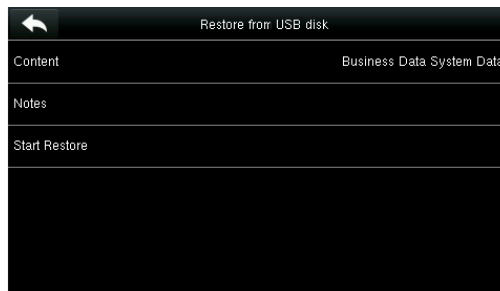 Restore from USB disk
Content Business Data System Data
Notes
Start Restore